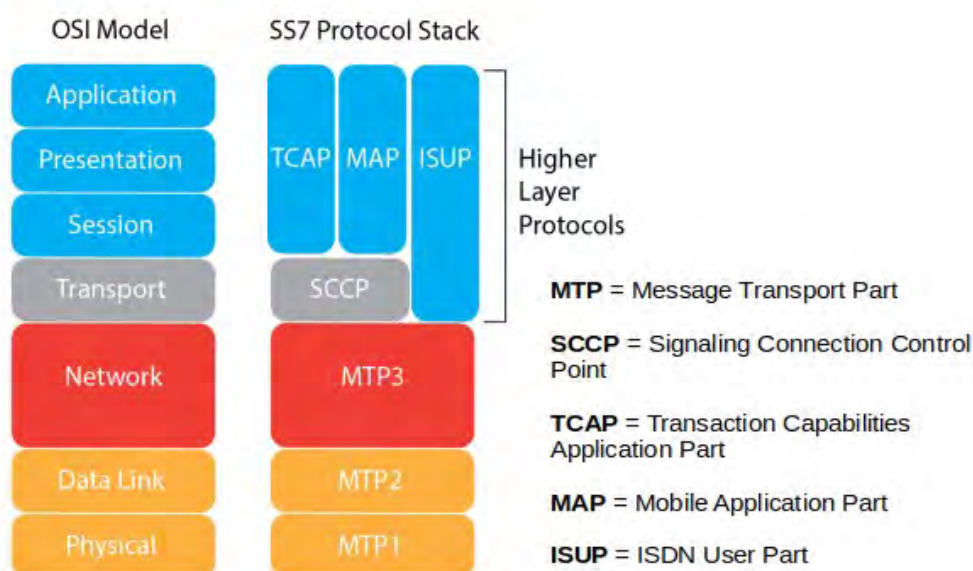 OSI Model
SS7 Protocol Stack
Application
Presentation
Session
Transport
Network
Data Link
Physical
TCAP
MAP
ISUP
SCCP
MTP3
MTP2
MTP1
Higher
Layer
Protocols
MTP = Message Transport Part
SCCP = Signaling Connection Control
Point
TCAP = Transaction Capabilities
Application Part
MAP = Mobile Application Part
ISUP = ISDN User Part